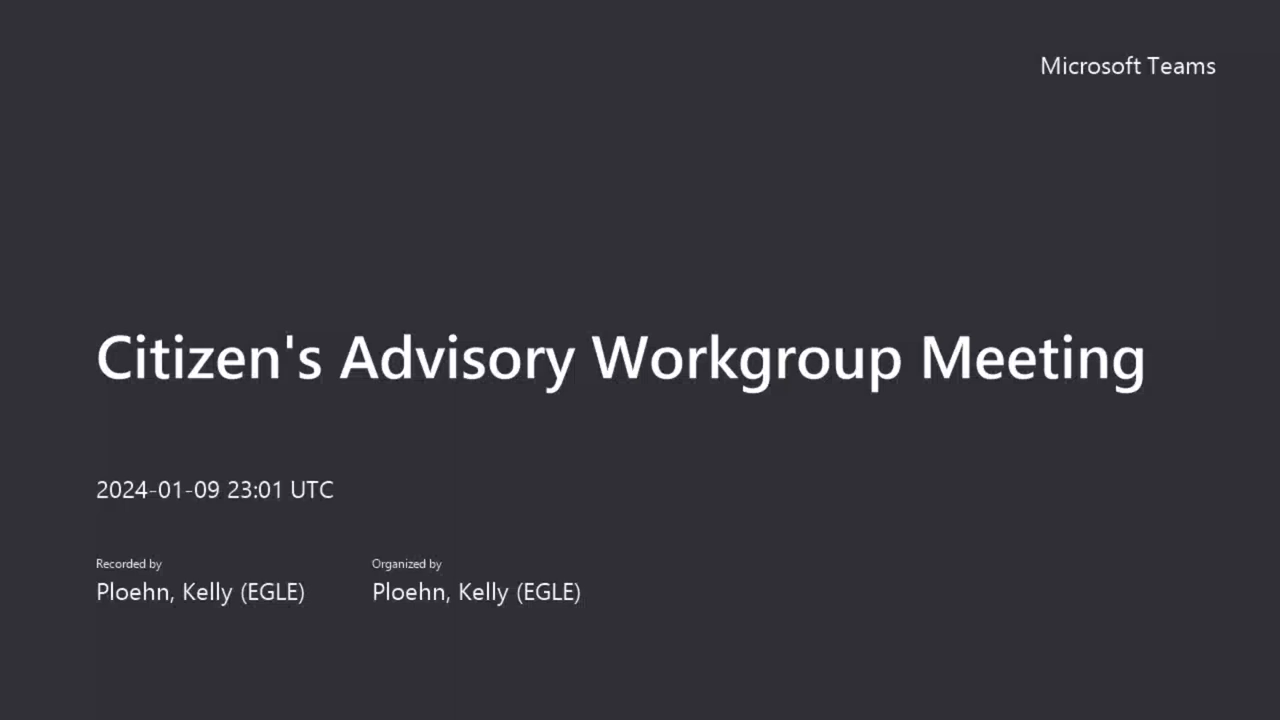 Microsoft Teams
Citizen's Advisory Workgroup Meeting
2024-01-09 23:01 UTC
Recorded by
Organized by
Ploehn, Kelly (EGLE)
Ploehn, Kelly (EGLE)